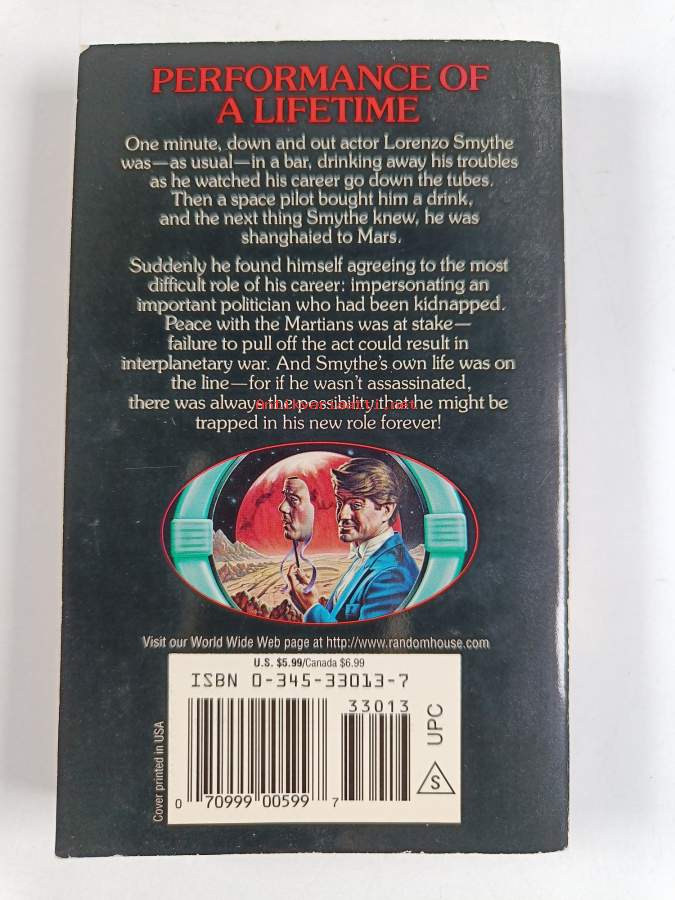 PERFORMANCE OF
A LIFETIME
One minute, down and out actor Lorenzo Smythe
was—as usual—in a bar, drinking away his troubles
as he watched his career go down the tubes.
Then a space pilot bought him a drink,
and the next thing Smythe knew, he was
shanghaied to Mars.
Suddenly he found himself agreeing to the most
difficult role of his career: impersonating an
important politician who had been kidnapped.
Peace with the Martians was at stake—
failure to pull off the act could result in
interplanetary war. And Smythe's own life was on
the line—for if he wasn't assassinated,
there was always the possibility that he might be
trapped in his new role forever!
Visit our World Wide Web page at http://www.randomhouse.com
U.S. $5.99/Canada $6.99
ISBN 0-345-33013-7
33013
0 70999 00599 7
UPC
S
Cover printed in USA